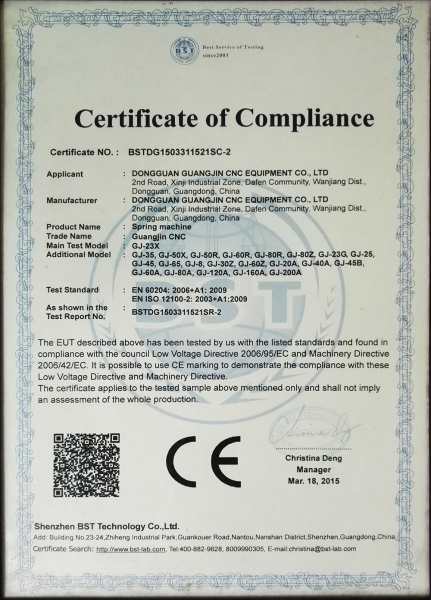 BST
Best Service of Testing
since2003
Certificate of Compliance
Certificate NO. : BSTDG1503311521SC-2
Applicant : DONGGUAN GUANGJIN CNC EQUIPMENT CO., LTD
2nd Road, Xinji Industrial Zone, Dafen Community, Wanjiang Dist.,
Dongguan, Guangdong, China
Manufacturer : DONGGUAN GUANGJIN CNC EQUIPMENT CO., LTD
2nd Road, Xinji Industrial Zone, Dafen Community, Wanjiang Dist.,
Dongguan, Guangdong, China
Product Name : Spring machine
Trade Name : Guangjin CNC
Main Test Model : GJ-23X
Additional Model : GJ-35, GJ-50X, GJ-50R, GJ-60R, GJ-80R, GJ-80Z, GJ-23G, GJ-25,
GJ-45, GJ-65, GJ-8, GJ-30Z, GJ-60Z, GJ-20A, GJ-40A, GJ-45B,
GJ-60A, GJ-80A, GJ-120A, GJ-160A, GJ-200A
Test Standard : EN 60204: 2006+A1: 2009
EN ISO 12100-2: 2003+A1:2009
As shown in the
Test Report No. : BSTDG1503311521SR-2
BST
The EUT described above has been tested by us with the listed standards and found in
compliance with the council Low Voltage Directive 2006/95/EC and Machinery Directive
2006/42/EC. It is possible to use CE marking to demonstrate the compliance with these
Low Voltage Directive and Machinery Directive.
The certificate applies to the tested sample above mentioned only and shall not imply
an assessment of the whole production.
CE
Christina Deng
Manager
Mar. 18, 2015
Shenzhen BST Technology Co.,Ltd.
Add: Building No.23-24,Zhiheng Industrial Park,Guankouer Road,Nantou,Nanshan District,Shenzhen,Guangdong,China
Certificate Search: http://www.bst-lab.com, Tel:400-882-9628, 8009990305, E-mail:christina@bst-lab.com